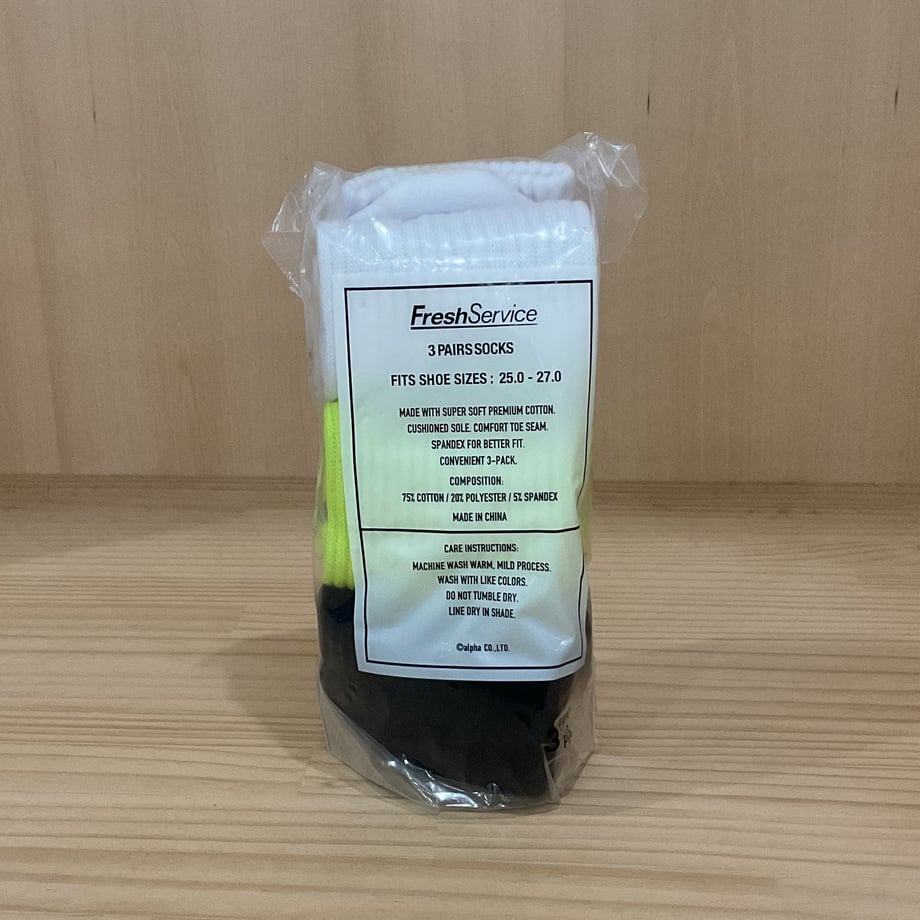 FreshService
3 PAIRS SOCKS
FITS SHOE SIZES : 25.0 - 27.0
MADE WITH SUPER SOFT PREMIUM COTTON.
CUSHIONED SOLE. COMFORT TOE SEAM.
SPANDEX FOR BETTER FIT.
CONVENIENT 3-PACK.
COMPOSITION:
75% COTTON / 20% POLYESTER / 5% SPANDEX
MADE IN CHINA
CARE INSTRUCTIONS:
MACHINE WASH WARM, MILD PROCESS.
WASH WITH LIKE COLORS.
DO NOT TUMBLE DRY.
LINE DRY IN SHADE.
©alpha CO.,LTD.
3